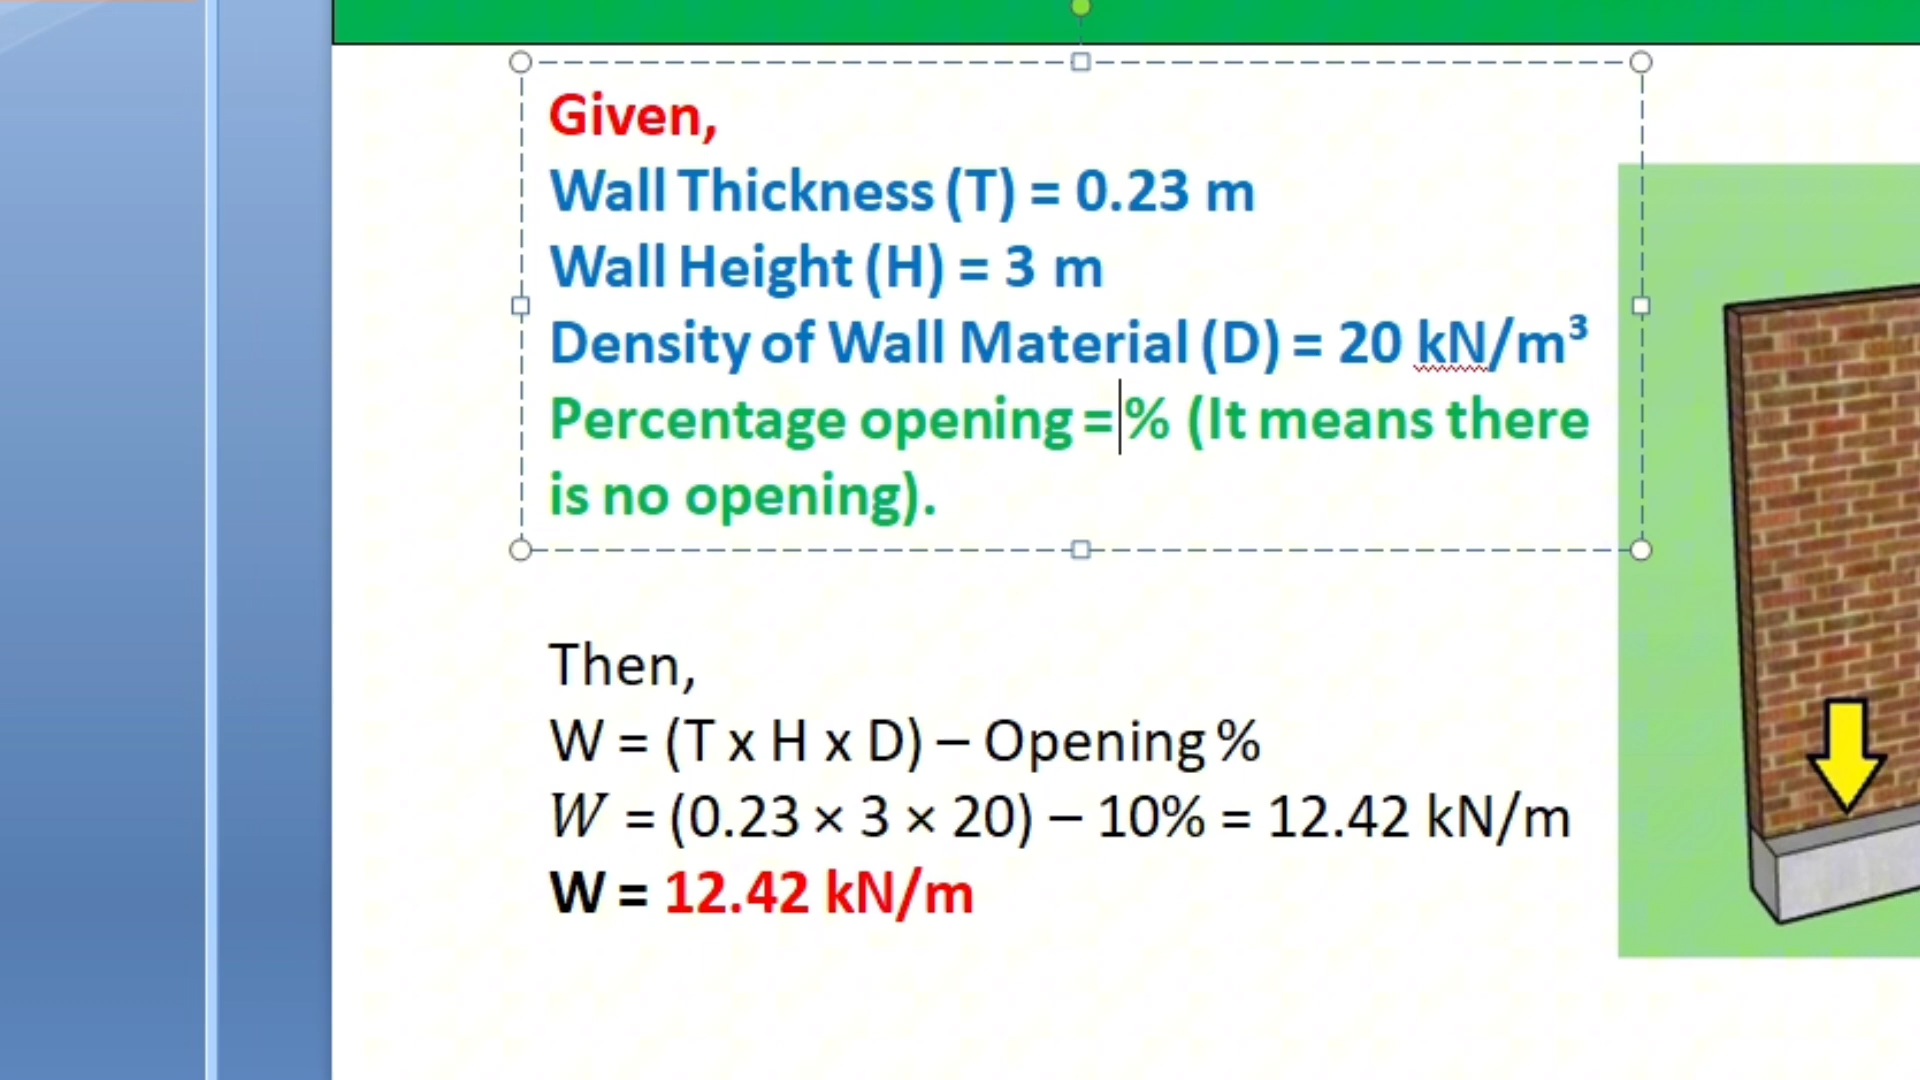 Given,
Wall Thickness (T) = 0.23 m
Wall Height (H) = 3 m
Density of Wall Material (D) = 20 kN/m³
Percentage opening =% (It means there
is no opening).
Then,
W = (T x H x D) – Opening %
W = (0.23 × 3 × 20) – 10% = 12.42 kN/m
W = 12.42 kN/m